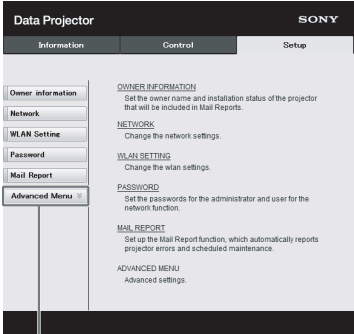 Data Projector
SONY
Information
Control
Setup
Owner information
Network
WLAN Setting
Password
Mail Report
Advanced Menu
OWNER INFORMATION
Set the owner name and installation status of the projector
that will be included in Mail Reports.
NETWORK
Change the network settings.
WLAN SETTING
Change the wlan settings.
PASSWORD
Set the passwords for the administrator and user for the
network function.
MAIL REPORT
Set up the Mail Report function, which automatically reports
projector errors and scheduled maintenance.
ADVANCED MENU
Advanced settings.